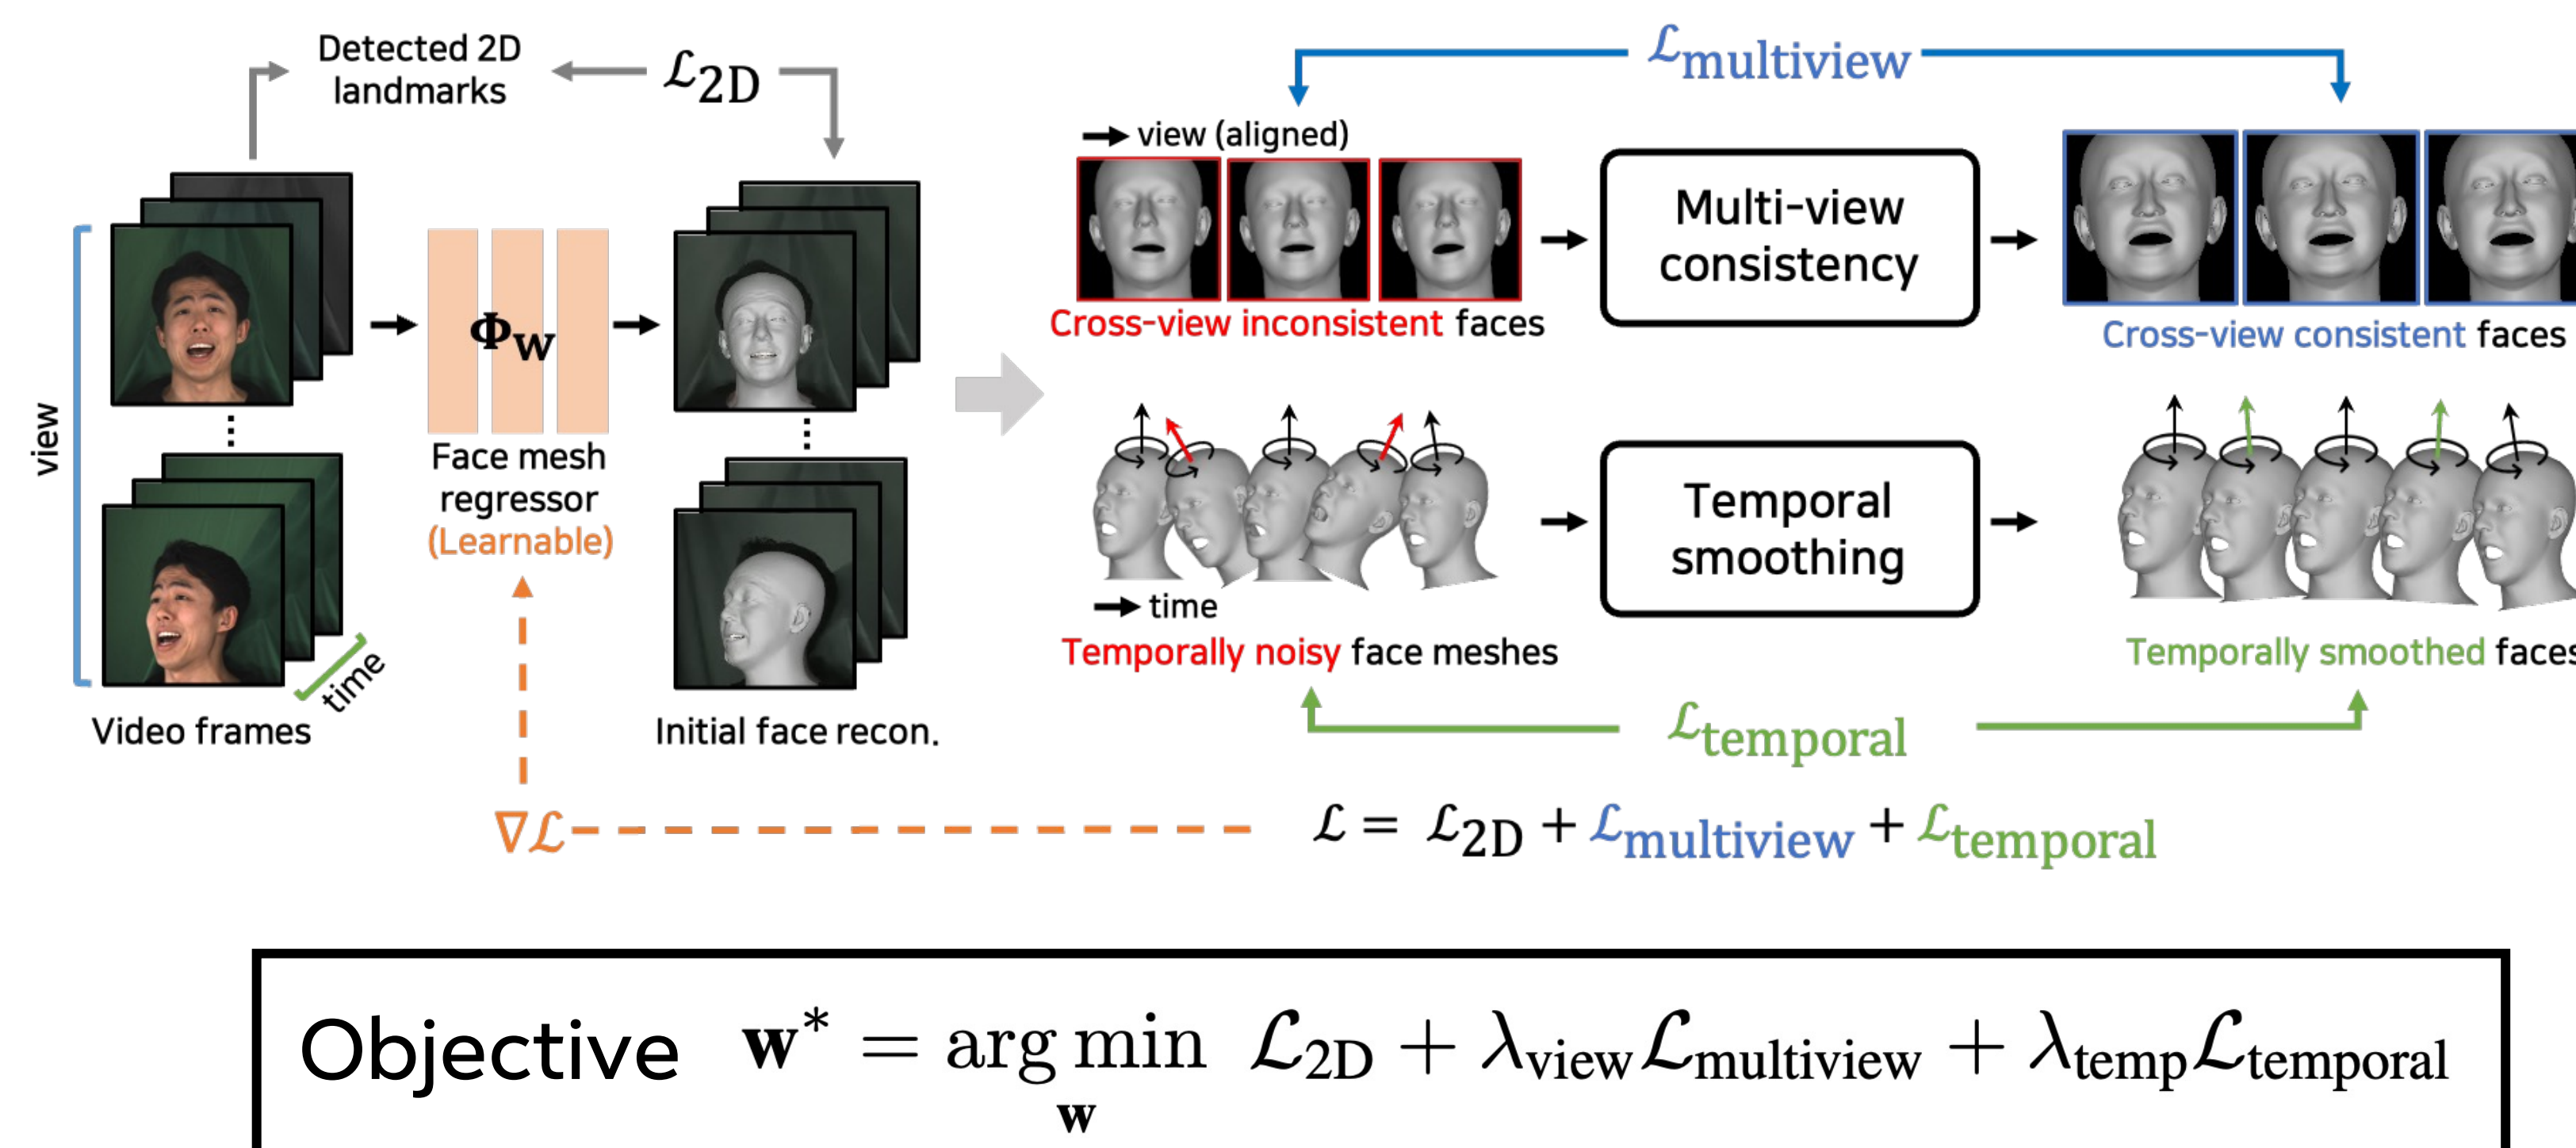 Detected 2D
landmarks
ℒ2D
view
Φw
Face mesh
regressor
(Learnable)
time
Video frames
Initial face recon.
∇ℒ
ℒmultiview
view (aligned)
Cross-view inconsistent faces
Multi-view
consistency
Cross-view consistent faces
time
Temporally noisy face meshes
Temporal
smoothing
Temporally smoothed faces
ℒtemporal
ℒ = ℒ2D + ℒmultiview + ℒtemporal
Objective w* = arg min ℒ2D + λviewℒmultiview + λtempℒtemporal
w